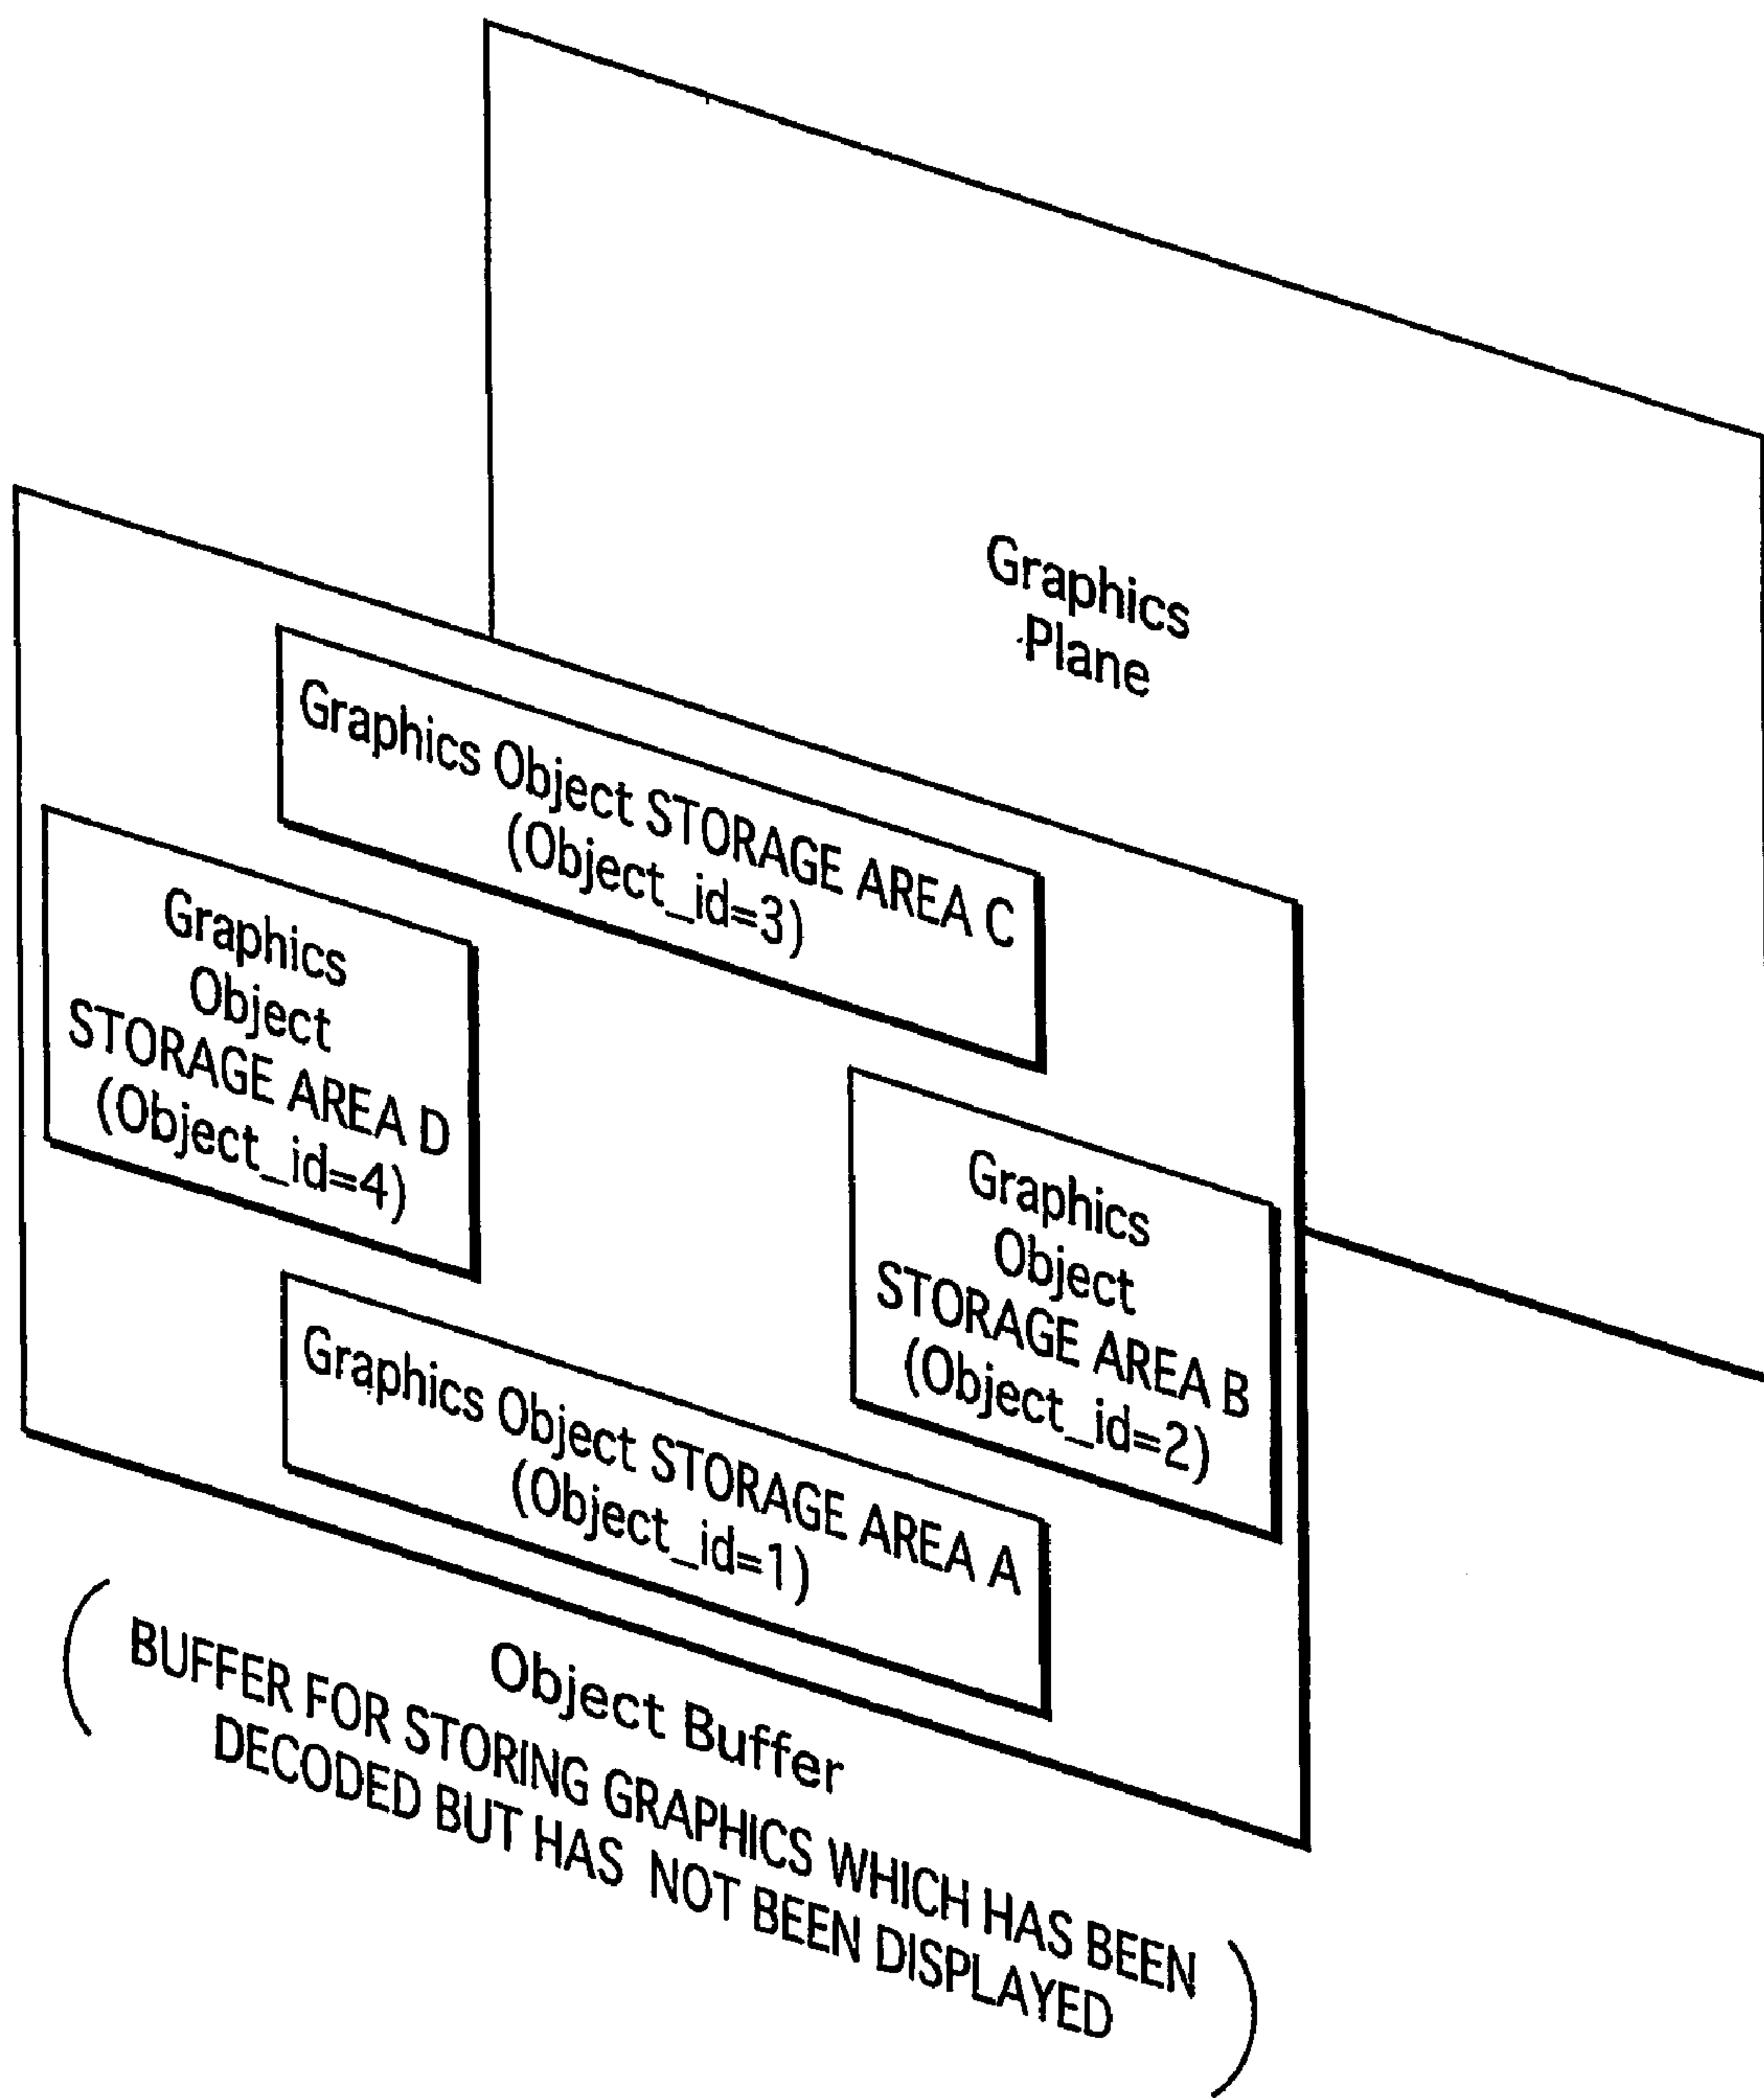 Graphics
Plane
Graphics Object STORAGE AREA C
(Object_id=3)
Graphics
Object
STORAGE AREA D
(Object_id=4)
Graphics
Object
STORAGE AREA B
(Object_id=2)
Graphics Object STORAGE AREA A
(Object_id=1)
Object Buffer
( BUFFER FOR STORING GRAPHICS WHICH HAS BEEN
DECODED BUT HAS NOT BEEN DISPLAYED )